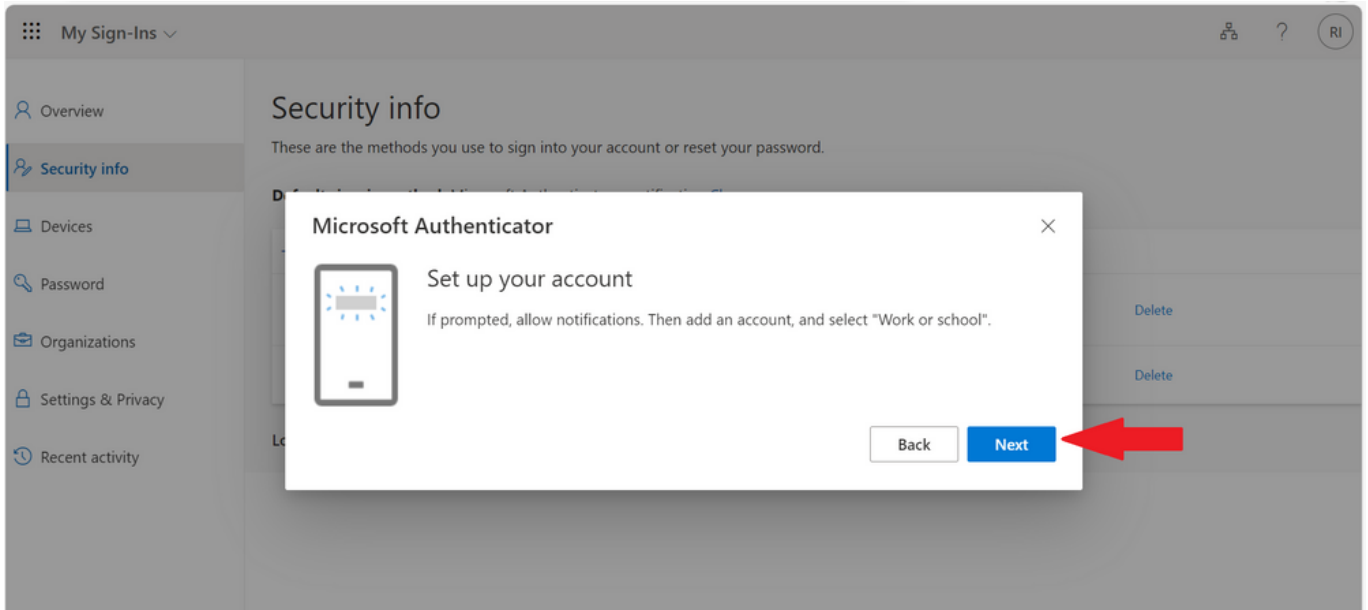 My Sign-Ins
?
RI
Overview
Security info
Devices
Password
Organizations
Settings & Privacy
Recent activity
Security info
These are the methods you use to sign into your account or reset your password.
Microsoft Authenticator
Set up your account
If prompted, allow notifications. Then add an account, and select "Work or school".
Back
Next
Delete
Delete